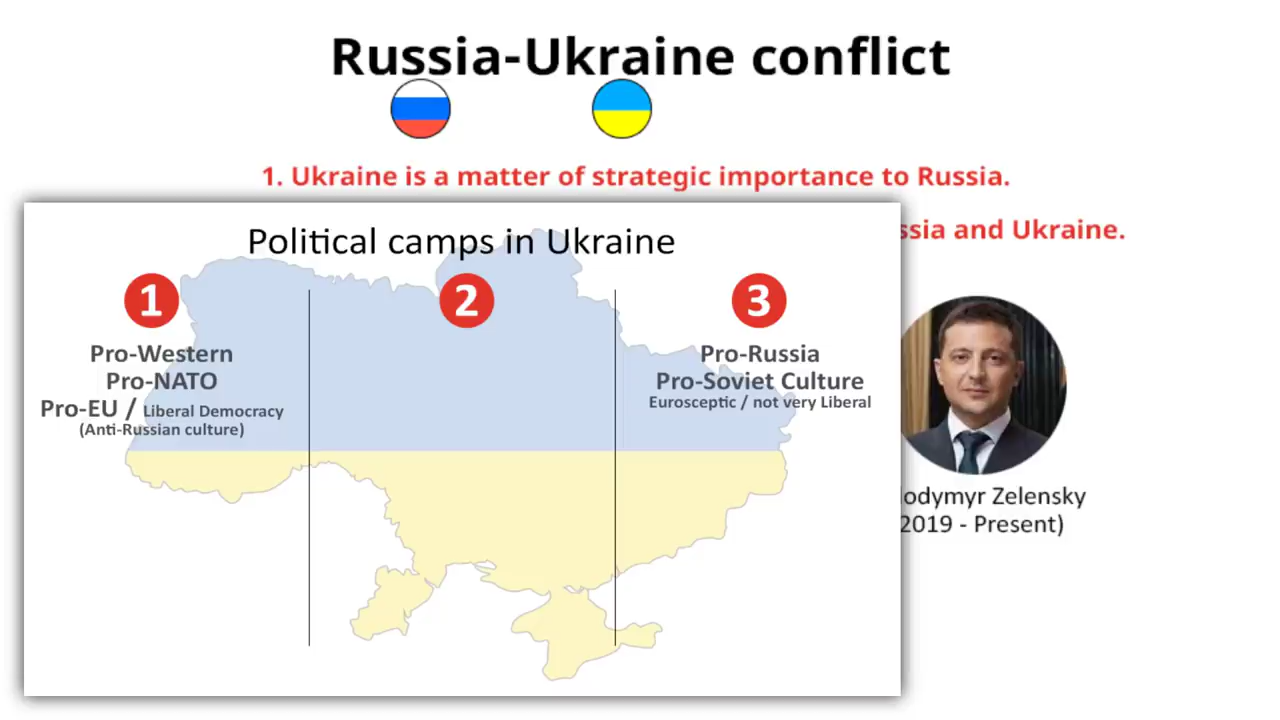 Russia-Ukraine conflict
1. Ukraine is a matter of strategic importance to Russia.
and Ukraine.
Political camps in Ukraine
1
2
3
Pro-Western
Pro-NATO
Pro-EU / Liberal Democracy
(Anti-Russian culture)
Pro-Russia
Pro-Soviet Culture
Eurosceptic / not very Liberal
Zelensky
2019 - Present)